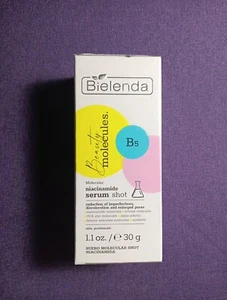 Bielenda
Beauty
molecules.
B5
Molecular
niacinamide
serum shot
reduction of imperfections,
discoloration and enlarged pores
1.1 oz. / ℮ 30 g
SUERO MOLECULAR SHOT
NIACINAMIDA